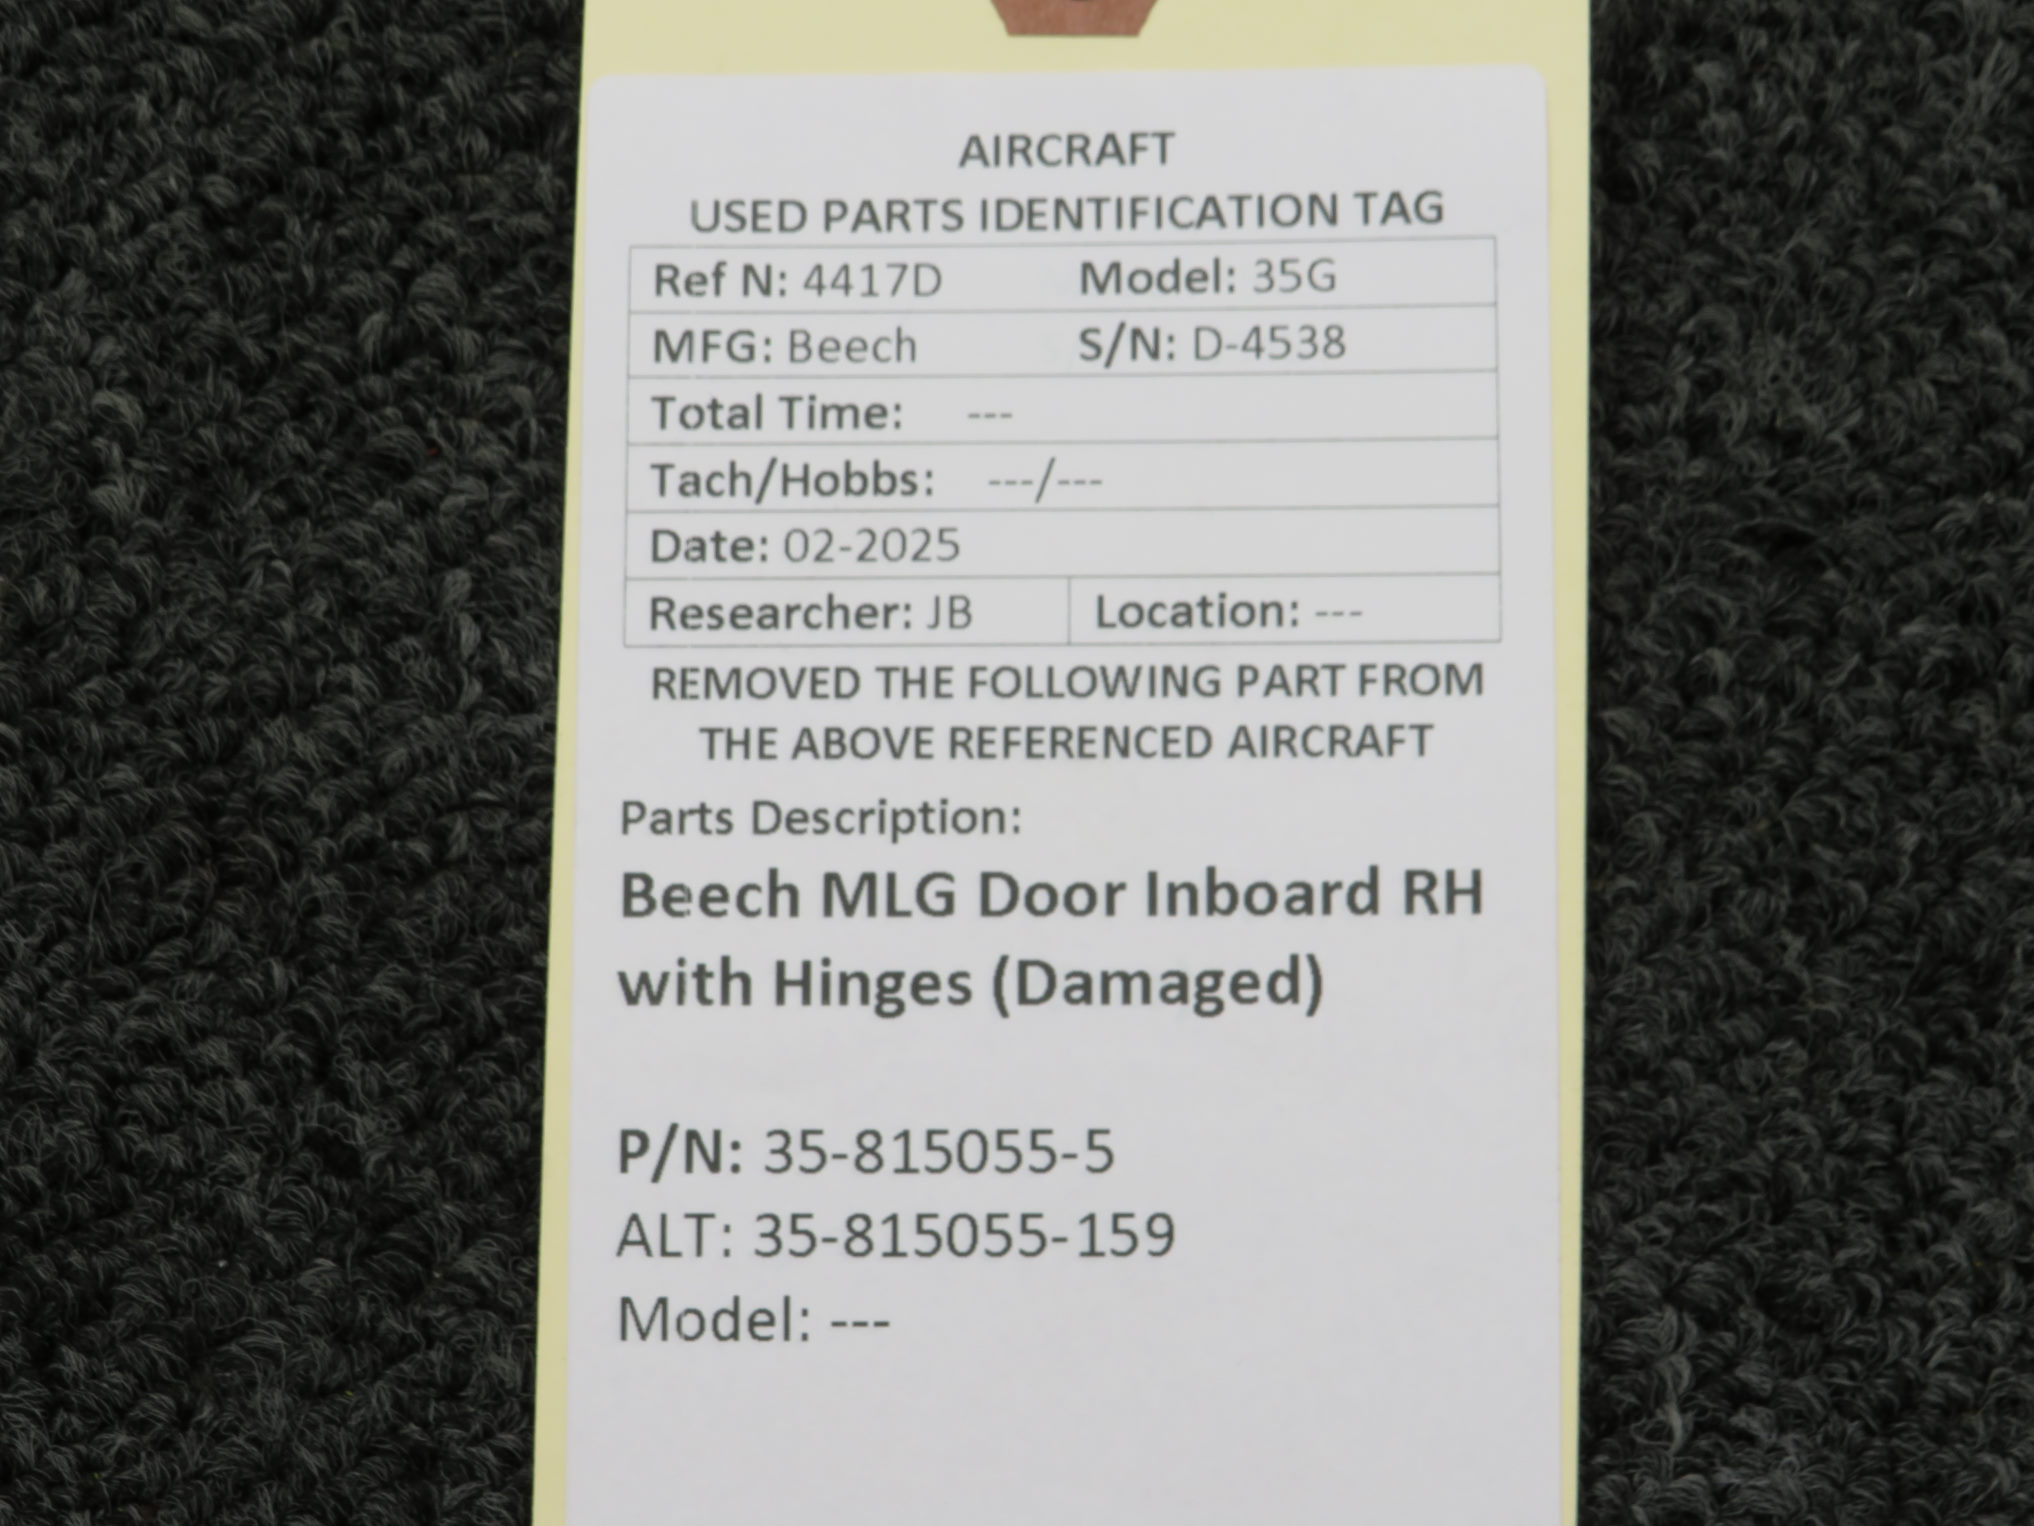 AIRCRAFT
USED PARTS IDENTIFICATION TAG
Ref N: 4417D Model: 35G
MFG: Beech S/N: D-4538
Total Time: ---
Tach/Hobbs: ---/---
Date: 02-2025
Researcher: JB Location: ---
REMOVED THE FOLLOWING PART FROM
THE ABOVE REFERENCED AIRCRAFT
Parts Description:
Beech MLG Door Inboard RH
with Hinges (Damaged)
P/N: 35-815055-5
ALT: 35-815055-159
Model: ---